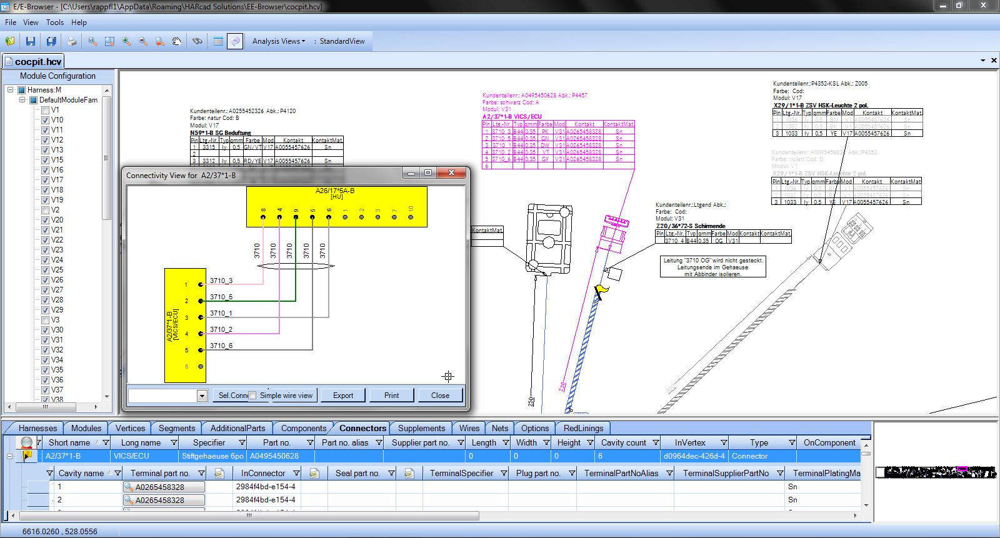 E/E-Browser - [C:\Users\rappfl1\AppData\Roaming\HARcad Solutions\EE-Browser\cocpit.hcv]
File View Tools Help
Analysis Views : StandardView
cocpit.hcv
Module Configuration
Harness:M
DefaultModuleFam
V1
V10
V11
V12
V13
V15
V16
V17
V18
V19
V2
V20
V21
V22
V23
V24
V25
V26
V27
V28
V29
V3
V30
V31
V32
V34
V35
V36
V37
V38
Kundenteilenr.: A0255452326 Abk.: P4120
Farbe: natur Cod: B
Modul: V17
N59*1-B SG Beduftung
Pin Ltg.-Nr. Typ qmm Farbe Mod Kontakt KontaktMat.
1 3315 Iy 0,5 GN/VT V17 A0055457626 Sn
2
3 3312 Iy 0,5 RD/YE V17 A0055457626 Sn
Kundenteilenr.: A0495450628 Abk.: P4457
Farbe: schwarz Cod: A
Modul: V31
A2/37*1-B VICS/ECU
Pin Ltg.-Nr. Typ qmm Farbe Mod Kontakt KontaktMat.
1 3710_3 B44 0,35 PK V31 A0265458328 Sn
2 3710_5 B44 0,35 GN V31 A0265458328 Sn
3 3710_1 B44 0,35 DW V31 A0265458328 Sn
4 3710_2 B44 0,35 VT V31 A0265458328 Sn
5 3710_6 B44 0,35 GY V31 A0265458328 Sn
6
Kundenteilenr.:P4352-KSL Abk.: Z005
Farbe: Cod:
Modul: V17
X29/1*1-B ZSV HSK-Leuchte 2 pol.
Pin Ltg.-Nr. Typ qmm Farbe Mod Kontakt KontaktMat.
1 1036 Iy 0,5 BN V1 A0055457626 Sn
2 1032 Iy 0,5 BK V1 A0055457626 Sn
3 1033 Iy 0,5 YE V17 A0055457626 Sn
Farbe: violett Cod: D
Modul: V1
X29/1*1-B ZSV HSK-Leuchte 2 pol.
Pin Ltg.-Nr. Typ qmm Farbe Mod Kontakt KontaktMat.
1 1036 Iy 0,5 BN V1 A0055457626 Sn
2 1032 Iy 0,5 V1 A0055457626 Sn
3 1033 Iy 0,5 YE V17 A0055457626 Sn
Kundenteilenr.:Ltgend Abk.:
Farbe: Cod:
Modul: V31
Z20/36*72-S Schirmende
Pin Ltg.-Nr. Typ qmm Farbe Mod Kontakt KontaktMat.
3710_4 B44 0,35 OG V31
Leitung "3710 OG" wird nicht gesteckt.
Leitungsende im Gehaeuse
mit Abbinder isolieren.
KontaktMat.
250
230
Connectivity View for A2/37*1-B
A26/17*5A-B
[HU]
8 4 9 5 6 1 2 3 7 10
3710 3710 3710 3710 3710
A2/37*1-B
[VICS/ECU]
1 3710_3
2 3710_5
3 3710_1
4 3710_2
5 3710_6
6
Sel.Conne Simple wire view Export Print Close
Harnesses Modules Vertices Segments AdditionalParts Components Connectors Supplements Wires Nets Options RedLinings
Short name Long name Specifier Part no. Part no. alias Supplier part no. Length Width Height Cavity count InVertex Type OnComponent
A2/37*1-B VICS/ECU Stiftgehaeuse 6po A0495450628 0 0 0 6 d0964dec-426d-4 Connector
Cavity name Terminal part no. InConnector Seal part no. TerminalSpecifier Plug part no. TerminalPartNoAlias TerminalSupplierPartNo TerminalPlatingMa
1 A0265458328 2984f4bd-e154-4 Sn
2 A0265458328 2984f4bd-e154-4 Sn
6616.0260 , 528.0556